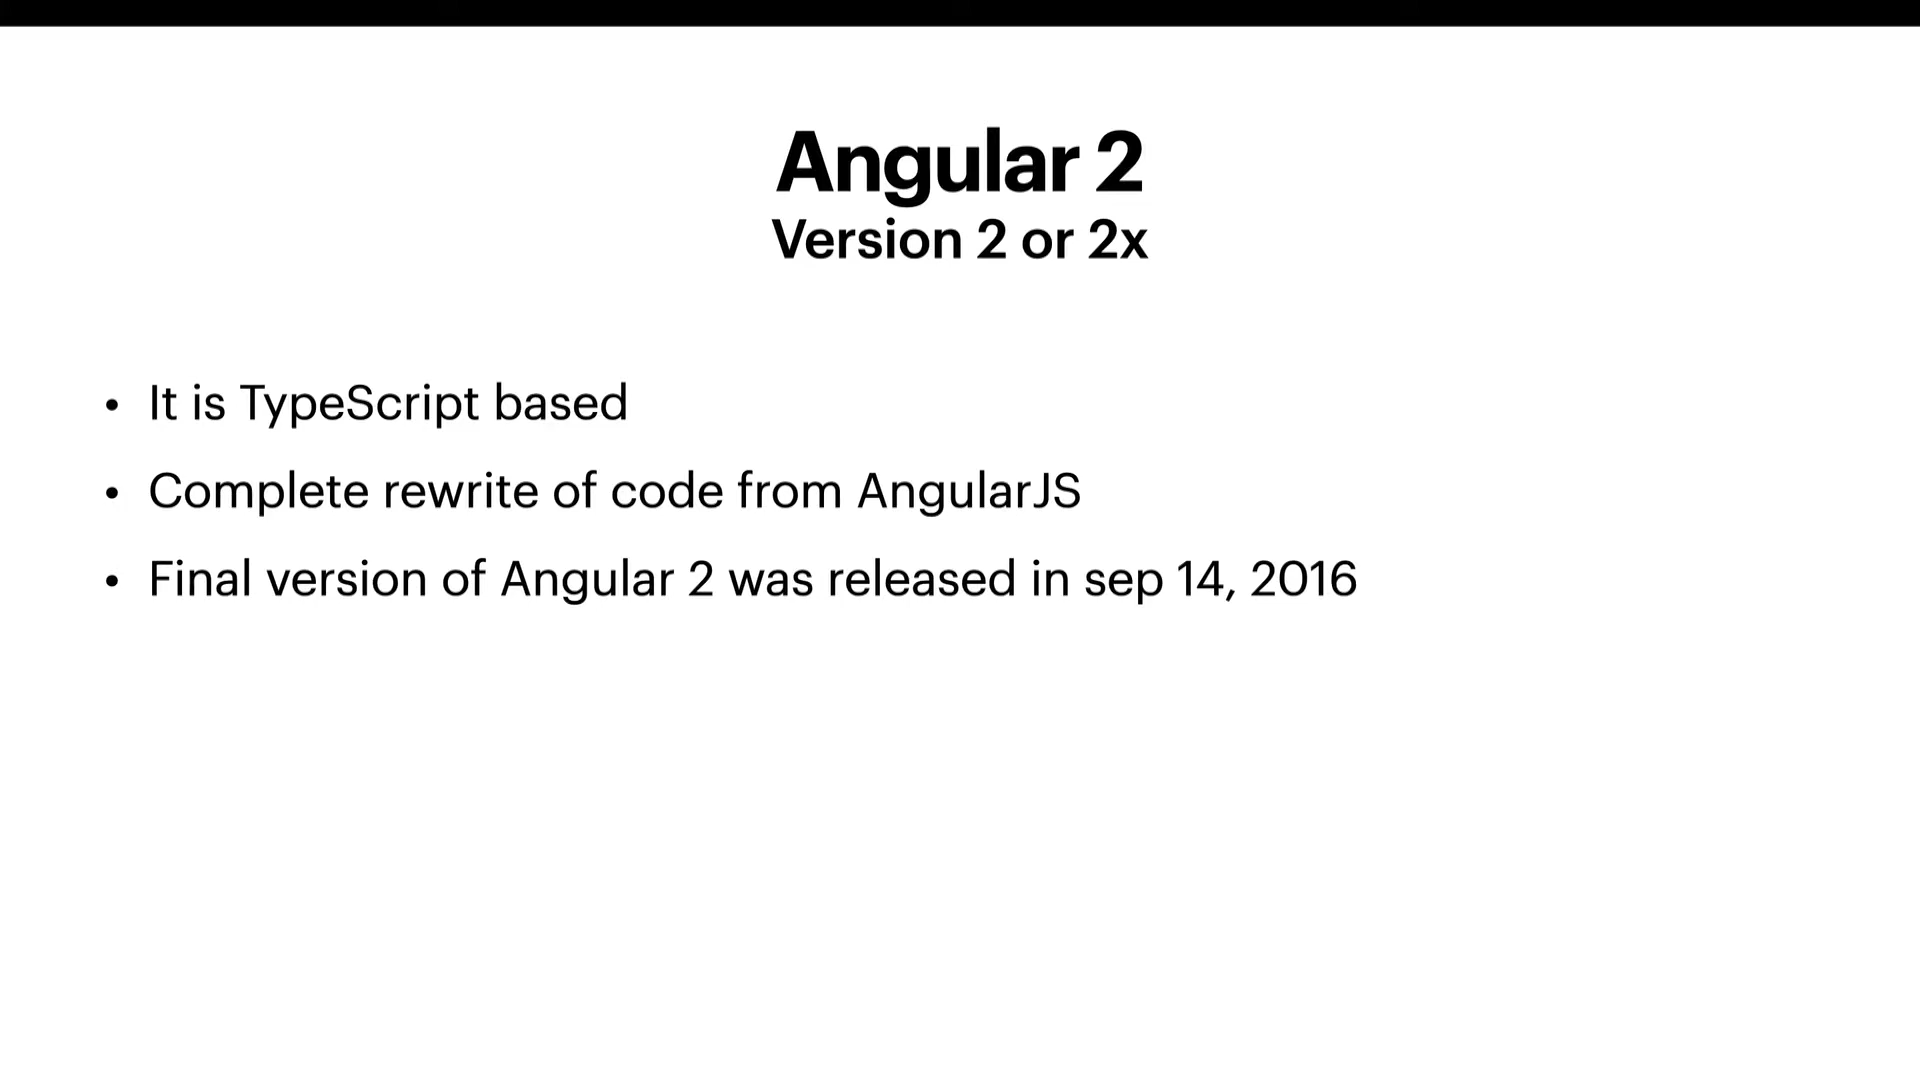 Angular 2
Version 2 or 2x
• It is TypeScript based
• Complete rewrite of code from AngularJS
• Final version of Angular 2 was released in sep 14, 2016